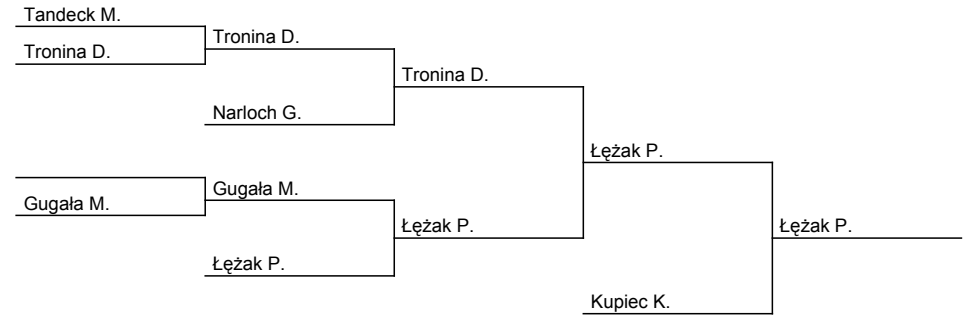 Tandeck M.
Tronina D.
Tronina D.
Tronina D.
Narloch G.
Łężak P.
Gugała M.
Gugała M.
Łężak P.
Łężak P.
Łężak P.
Kupiec K.